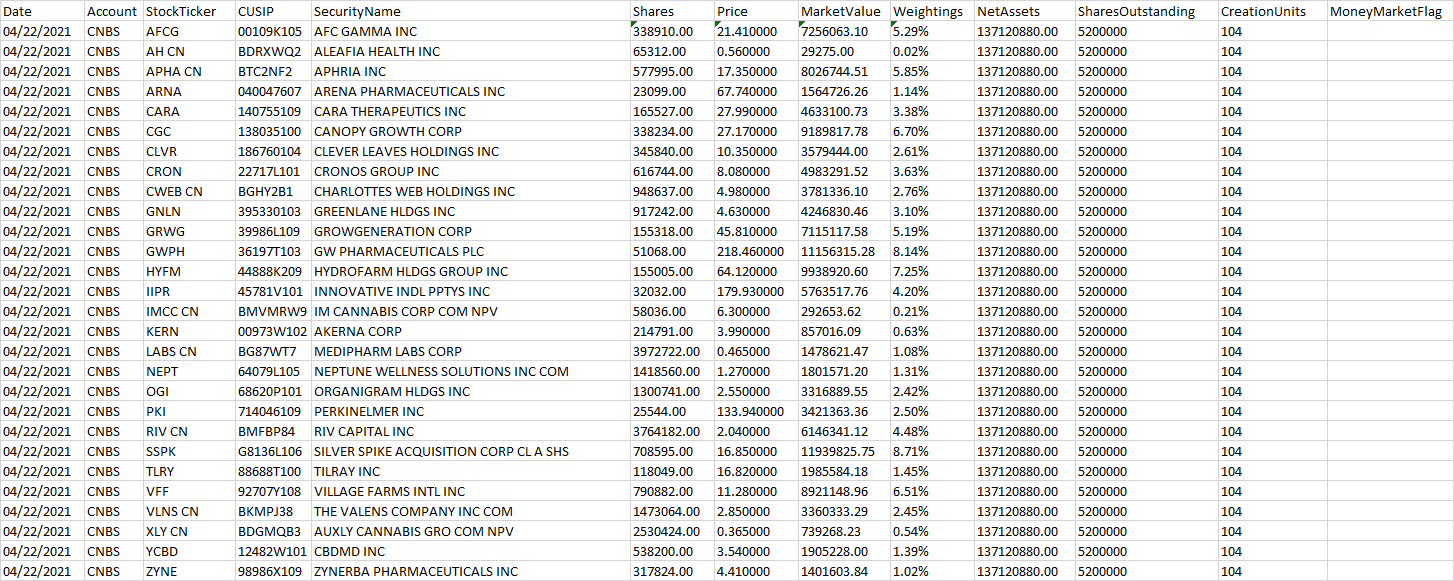 Date Account StockTicker CUSIP SecurityName Shares Price MarketValue Weightings NetAssets SharesOutstanding CreationUnits MoneyMarketFlag
04/22/2021 CNBS AFCG 00109K105 AFC GAMMA INC 338910.00 21.410000 7256063.10 5.29% 137120880.00 5200000 104
04/22/2021 CNBS AH CN BDRXWQ2 ALEAFIA HEALTH INC 65312.00 0.560000 29275.00 0.02% 137120880.00 5200000 104
04/22/2021 CNBS APHA CN BTC2NF2 APHRIA INC 577995.00 17.350000 8026744.51 5.85% 137120880.00 5200000 104
04/22/2021 CNBS ARNA 040047607 ARENA PHARMACEUTICALS INC 23099.00 67.740000 1564726.26 1.14% 137120880.00 5200000 104
04/22/2021 CNBS CARA 140755109 CARA THERAPEUTICS INC 165527.00 27.990000 4633100.73 3.38% 137120880.00 5200000 104
04/22/2021 CNBS CGC 138035100 CANOPY GROWTH CORP 338234.00 27.170000 9189817.78 6.70% 137120880.00 5200000 104
04/22/2021 CNBS CLVR 186760104 CLEVER LEAVES HOLDINGS INC 345840.00 10.350000 3579444.00 2.61% 137120880.00 5200000 104
04/22/2021 CNBS CRON 22717L101 CRONOS GROUP INC 616744.00 8.080000 4983291.52 3.63% 137120880.00 5200000 104
04/22/2021 CNBS CWEB CN BGHY2B1 CHARLOTTES WEB HOLDINGS INC 948637.00 4.980000 3781336.10 2.76% 137120880.00 5200000 104
04/22/2021 CNBS GNLN 395330103 GREENLANE HLDGS INC 917242.00 4.630000 4246830.46 3.10% 137120880.00 5200000 104
04/22/2021 CNBS GRWG 39986L109 GROWGENERATION CORP 155318.00 45.810000 7115117.58 5.19% 137120880.00 5200000 104
04/22/2021 CNBS GWPH 36197T103 GW PHARMACEUTICALS PLC 51068.00 218.460000 11156315.28 8.14% 137120880.00 5200000 104
04/22/2021 CNBS HYFM 44888K209 HYDROFARM HLDGS GROUP INC 155005.00 64.120000 9938920.60 7.25% 137120880.00 5200000 104
04/22/2021 CNBS IIPR 45781V101 INNOVATIVE INDL PPTYS INC 32032.00 179.930000 5763517.76 4.20% 137120880.00 5200000 104
04/22/2021 CNBS IMCC CN BMVMRW9 IM CANNABIS CORP COM NPV 58036.00 6.300000 292653.62 0.21% 137120880.00 5200000 104
04/22/2021 CNBS KERN 00973W102 AKERNA CORP 214791.00 3.990000 857016.09 0.63% 137120880.00 5200000 104
04/22/2021 CNBS LABS CN BG87WT7 MEDIPHARM LABS CORP 3972722.00 0.465000 1478621.47 1.08% 137120880.00 5200000 104
04/22/2021 CNBS NEPT 64079L105 NEPTUNE WELLNESS SOLUTIONS INC COM 1418560.00 1.270000 1801571.20 1.31% 137120880.00 5200000 104
04/22/2021 CNBS OGI 68620P101 ORGANIGRAM HLDGS INC 1300741.00 2.550000 3316889.55 2.42% 137120880.00 5200000 104
04/22/2021 CNBS PKI 714046109 PERKINELMER INC 25544.00 133.940000 3421363.36 2.50% 137120880.00 5200000 104
04/22/2021 CNBS RIV CN BMFBP84 RIV CAPITAL INC 3764182.00 2.040000 6146341.12 4.48% 137120880.00 5200000 104
04/22/2021 CNBS SSPK G8136L106 SILVER SPIKE ACQUISITION CORP CL A SHS 708595.00 16.850000 11939825.75 8.71% 137120880.00 5200000 104
04/22/2021 CNBS TLRY 88688T100 TILRAY INC 118049.00 16.820000 1985584.18 1.45% 137120880.00 5200000 104
04/22/2021 CNBS VFF 92707Y108 VILLAGE FARMS INTL INC 790882.00 11.280000 8921148.96 6.51% 137120880.00 5200000 104
04/22/2021 CNBS VLNS CN BKMPJ38 THE VALENS COMPANY INC COM 1473064.00 2.850000 3360333.29 2.45% 137120880.00 5200000 104
04/22/2021 CNBS XLY CN BDGMQB3 AUXLY CANNABIS GRO COM NPV 2530424.00 0.365000 739268.23 0.54% 137120880.00 5200000 104
04/22/2021 CNBS YCBD 12482W101 CBDMD INC 538200.00 3.540000 1905228.00 1.39% 137120880.00 5200000 104
04/22/2021 CNBS ZYNE 98986X109 ZYNERBA PHARMACEUTICALS INC 317824.00 4.410000 1401603.84 1.02% 137120880.00 5200000 104